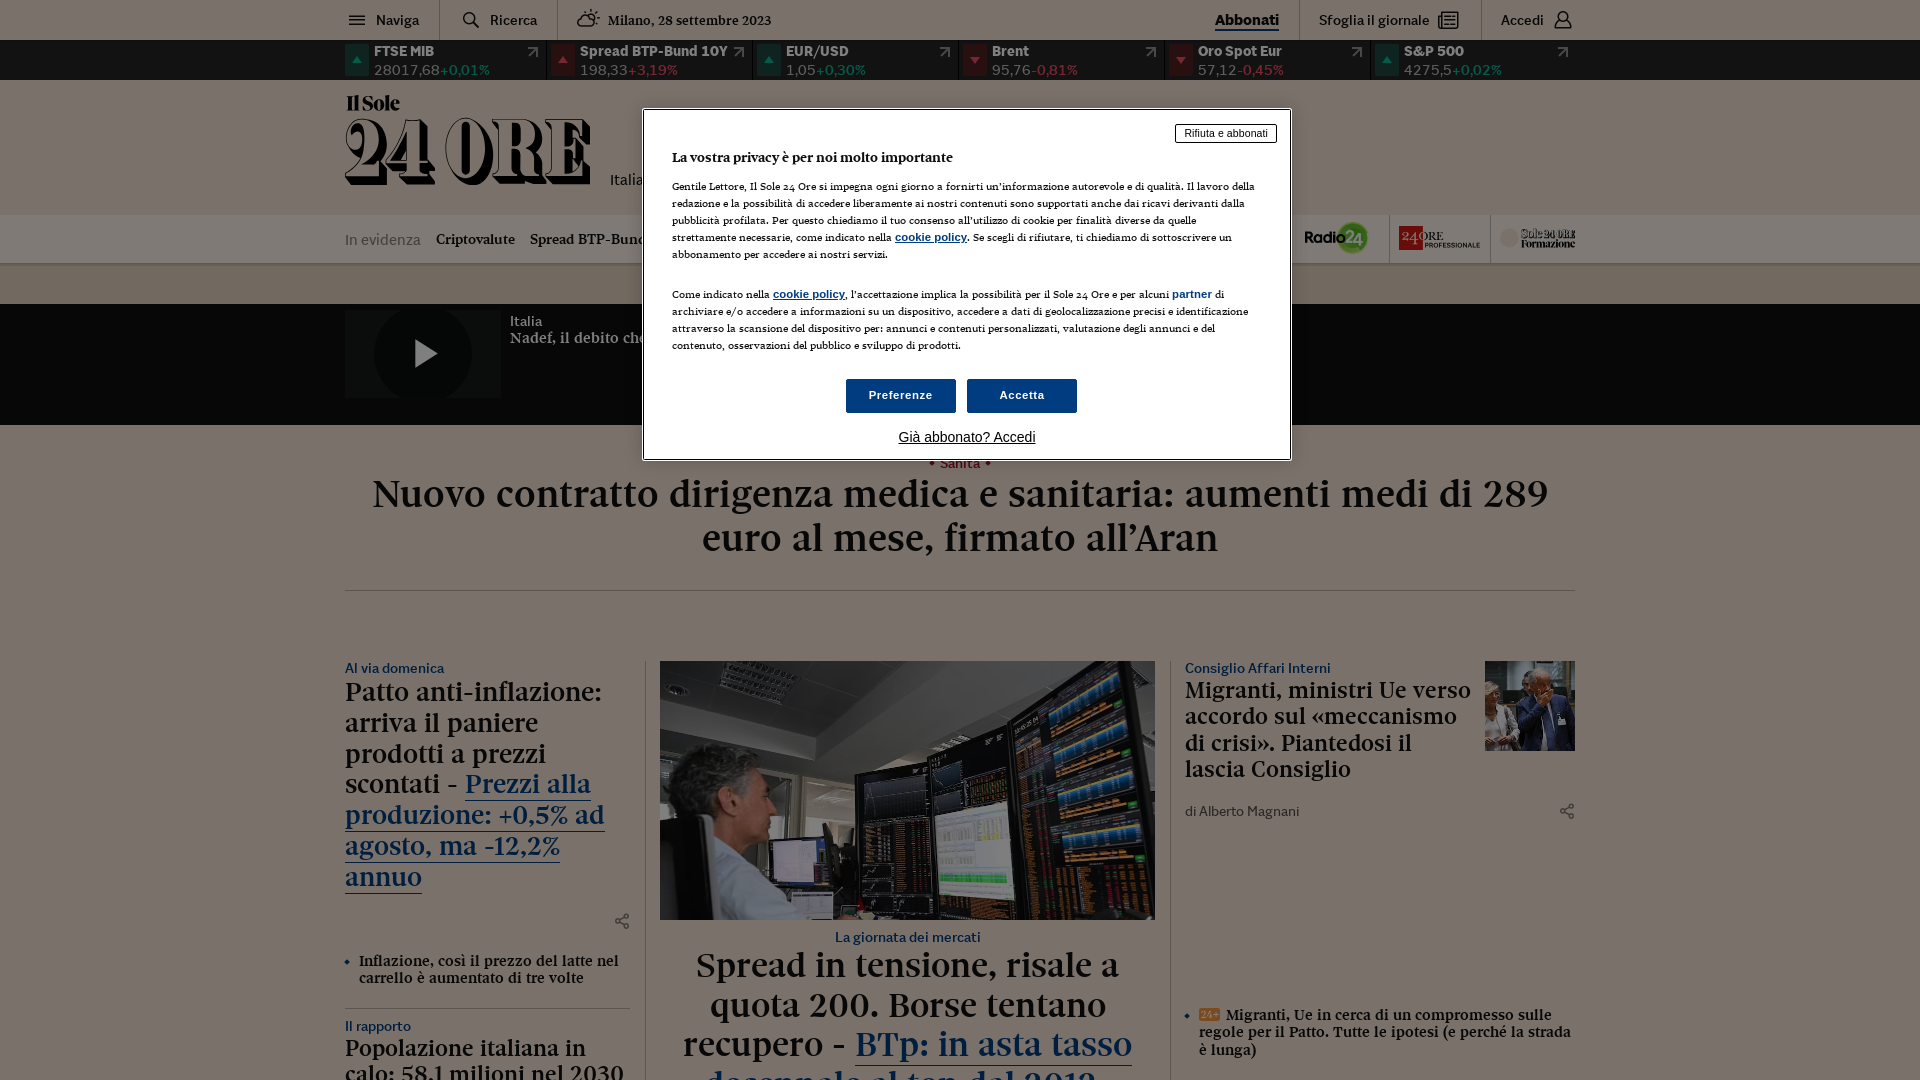 Naviga
Ricerca
Milano, 28 settembre 2023
Abbonati
Sfoglia il giornale
Accedi
FTSE MIB
28017,68+0,01%
Spread BTP-Bund 10Y
198,33+3,19%
EUR/USD
1,05+0,30%
Brent
95,76-0,81%
Oro Spot Eur
57,12-0,45%
S&P 500
4275,5+0,02%
Il Sole
24 ORE
Italia
In evidenza
Criptovalute
Spread BTP-Bund
Radio24
24 ORE
PROFESSIONALE
Sole 24 ORE
Formazione
Italia
Nadef, il debito che
Rifiuta e abbonati
La vostra privacy è per noi molto importante
Gentile Lettore, Il Sole 24 Ore si impegna ogni giorno a fornirti un'informazione autorevole e di qualità. Il lavoro della
redazione e la possibilità di accedere liberamente ai nostri contenuti sono supportati anche dai ricavi derivanti dalla
pubblicità profilata. Per questo chiediamo il tuo consenso all'utilizzo di cookie per finalità diverse da quelle
strettamente necessarie, come indicato nella cookie policy. Se scegli di rifiutare, ti chiediamo di sottoscrivere un
abbonamento per accedere ai nostri servizi.
Come indicato nella cookie policy, l'accettazione implica la possibilità per il Sole 24 Ore e per alcuni partner di
archiviare e/o accedere a informazioni su un dispositivo, accedere a dati di geolocalizzazione precisi e identificazione
attraverso la scansione del dispositivo per: annunci e contenuti personalizzati, valutazione degli annunci e del
contenuto, osservazioni del pubblico e sviluppo di prodotti.
Preferenze
Accetta
Già abbonato? Accedi
Sanità
Nuovo contratto dirigenza medica e sanitaria: aumenti medi di 289
euro al mese, firmato all’Aran
Al via domenica
Patto anti-inflazione:
arriva il paniere
prodotti a prezzi
scontati - Prezzi alla
produzione: +0,5% ad
agosto, ma -12,2%
annuo
Inflazione, così il prezzo del latte nel
carrello è aumentato di tre volte
Il rapporto
Popolazione italiana in
calo: 58,1 milioni nel 2030
La giornata dei mercati
Spread in tensione, risale a
quota 200. Borse tentano
recupero - BTp: in asta tasso
decennale al top dal 2012
Consiglio Affari Interni
Migranti, ministri Ue verso
accordo sul «meccanismo
di crisi». Piantedosi il
lascia Consiglio
di Alberto Magnani
24+ Migranti, Ue in cerca di un compromesso sulle
regole per il Patto. Tutte le ipotesi (e perché la strada
è lunga)